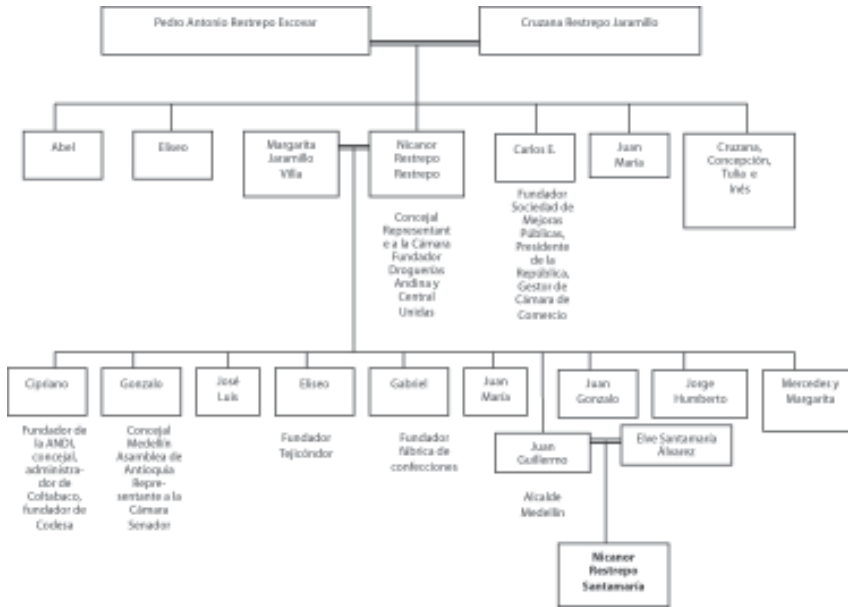 Pedro Antonio Restrepo Escovar
Cruzana Restrepo Jaramillo
Abel
Eliseo
Margarita
Jaramillo
Villa
Nicanor
Restrepo
Restrepo
Carlos E.
Juan
María
Cruzana,
Concepción,
Tulia e
Inés
Concejal
Representant
e a la Cámara
Fundador
Droguerías
Andina y
Central
Unidas
Fundador
Sociedad de
Mejoras
Públicas,
Presidente
de la
República,
Gestor de
Cámara de
Comercio
Cipriano
Gonzalo
José
Luis
Eliseo
Gabriel
Juan
María
Juan
Gonzalo
Jorge
Humberto
Mercedes y
Margarita
Fundador de
la ANDI,
concejal,
administra-
dor de
Coltabaco,
fundador de
Codesa
Concejal
Medellín
Asamblea de
Antioquia
Repre-
sentante a la
Cámara
Senador
Fundador
Tejicóndor
Fundador
fábrica de
confecciones
Juan
Guillermo
Elve Santamaría
Álvarez
Alcalde
Medellín
Nicanor
Restrepo
Santamaría